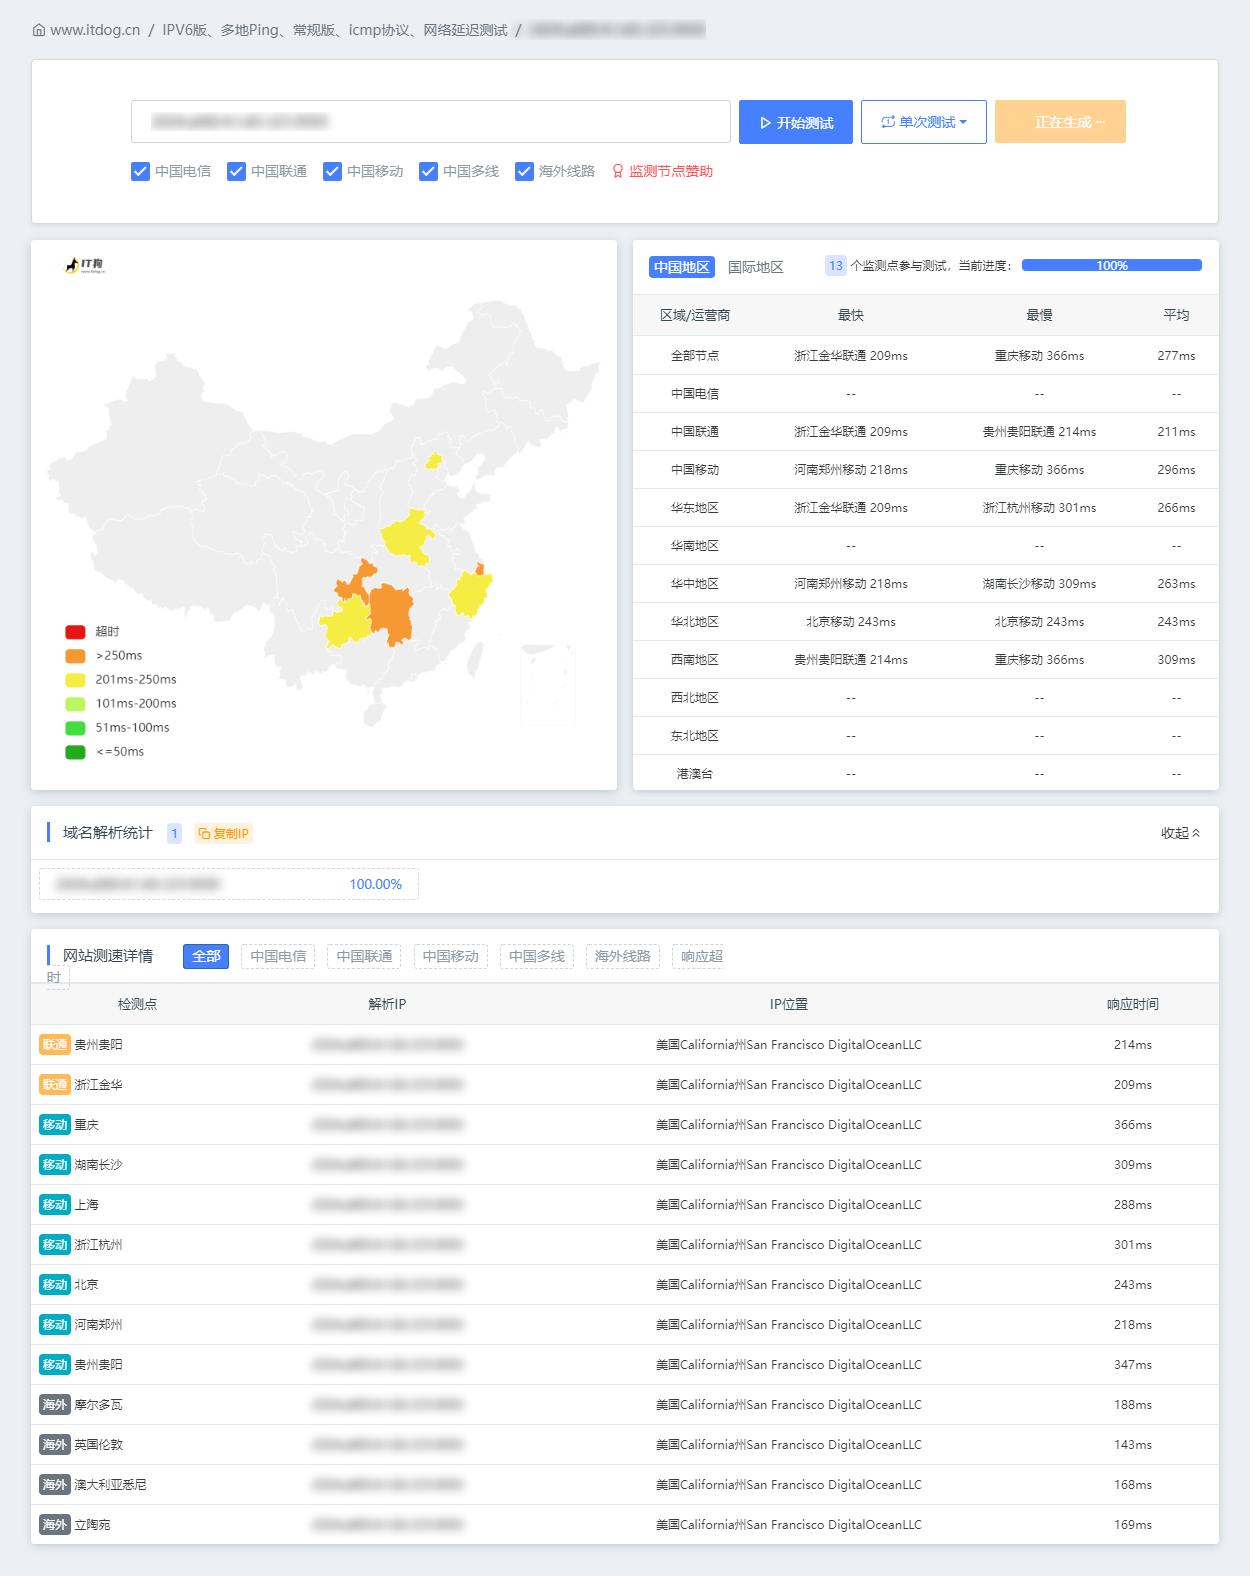 www.itdog.cn / IPV6版、多地Ping、常规版、icmp协议、网络延迟测试 /
开始测试 单次测试 正在生成 ···
中国电信 中国联通 中国移动 中国多线 海外线路 监测节点赞助
IT狗
www.itdog.cn
超时
>250ms
201ms-250ms
101ms-200ms
51ms-100ms
<=50ms
中国地区 国际地区 13 个监测点参与测试，当前进度： 100%
区域/运营商 最快 最慢 平均
全部节点 浙江金华联通 209ms 重庆移动 366ms 277ms
中国电信 -- -- --
中国联通 浙江金华联通 209ms 贵州贵阳联通 214ms 211ms
中国移动 河南郑州移动 218ms 重庆移动 366ms 296ms
华东地区 浙江金华联通 209ms 浙江杭州移动 301ms 266ms
华南地区 -- -- --
华中地区 河南郑州移动 218ms 湖南长沙移动 309ms 263ms
华北地区 北京移动 243ms 北京移动 243ms 243ms
西南地区 贵州贵阳联通 214ms 重庆移动 366ms 309ms
西北地区 -- -- --
东北地区 -- -- --
港澳台 -- -- --
域名解析统计 1 复制IP 收起
100.00%
网站测速详情 全部 中国电信 中国联通 中国移动 中国多线 海外线路 响应超
时
检测点 解析IP IP位置 响应时间
联通 贵州贵阳 美国California州San Francisco DigitalOceanLLC 214ms
联通 浙江金华 美国California州San Francisco DigitalOceanLLC 209ms
移动 重庆 美国California州San Francisco DigitalOceanLLC 366ms
移动 湖南长沙 美国California州San Francisco DigitalOceanLLC 309ms
移动 上海 美国California州San Francisco DigitalOceanLLC 288ms
移动 浙江杭州 美国California州San Francisco DigitalOceanLLC 301ms
移动 北京 美国California州San Francisco DigitalOceanLLC 243ms
移动 河南郑州 美国California州San Francisco DigitalOceanLLC 218ms
移动 贵州贵阳 美国California州San Francisco DigitalOceanLLC 347ms
海外 摩尔多瓦 美国California州San Francisco DigitalOceanLLC 188ms
海外 英国伦敦 美国California州San Francisco DigitalOceanLLC 143ms
海外 澳大利亚悉尼 美国California州San Francisco DigitalOceanLLC 168ms
海外 立陶宛 美国California州San Francisco DigitalOceanLLC 169ms